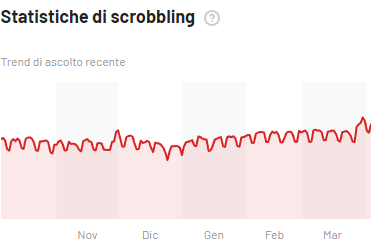 Statistiche di scrobbling ?
Trend di ascolto recente
Nov Dic Gen Feb Mar